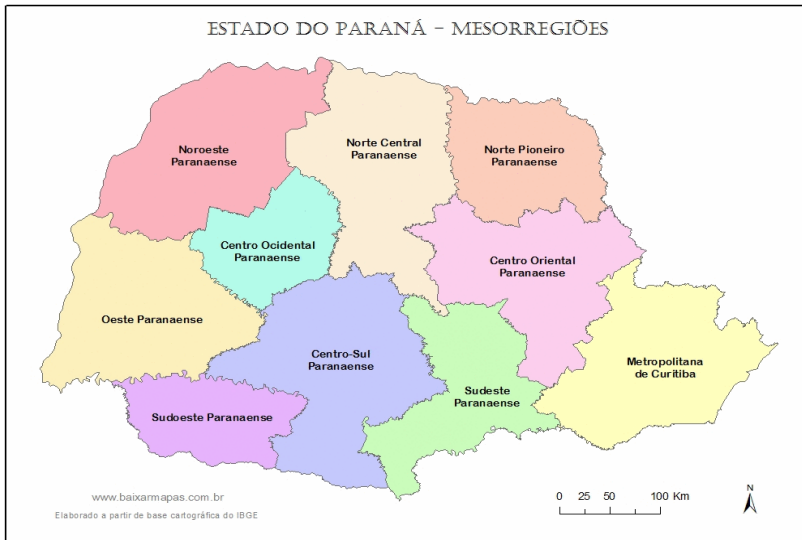 ESTADO DO PARANÁ – MESORREGIÕES
Noroeste
Paranaense
Norte Central
Paranaense
Norte Pioneiro
Paranaense
Centro Ocidental
Paranaense
Centro Oriental
Paranaense
Oeste Paranaense
Centro-Sul
Paranaense
Metropolitana
de Curitiba
Sudeste
Paranaense
Sudoeste Paranaense
www.baixarmapas.com.br
Elaborado a partir de base cartográfica do IBGE
0 25 50 100 Km
N